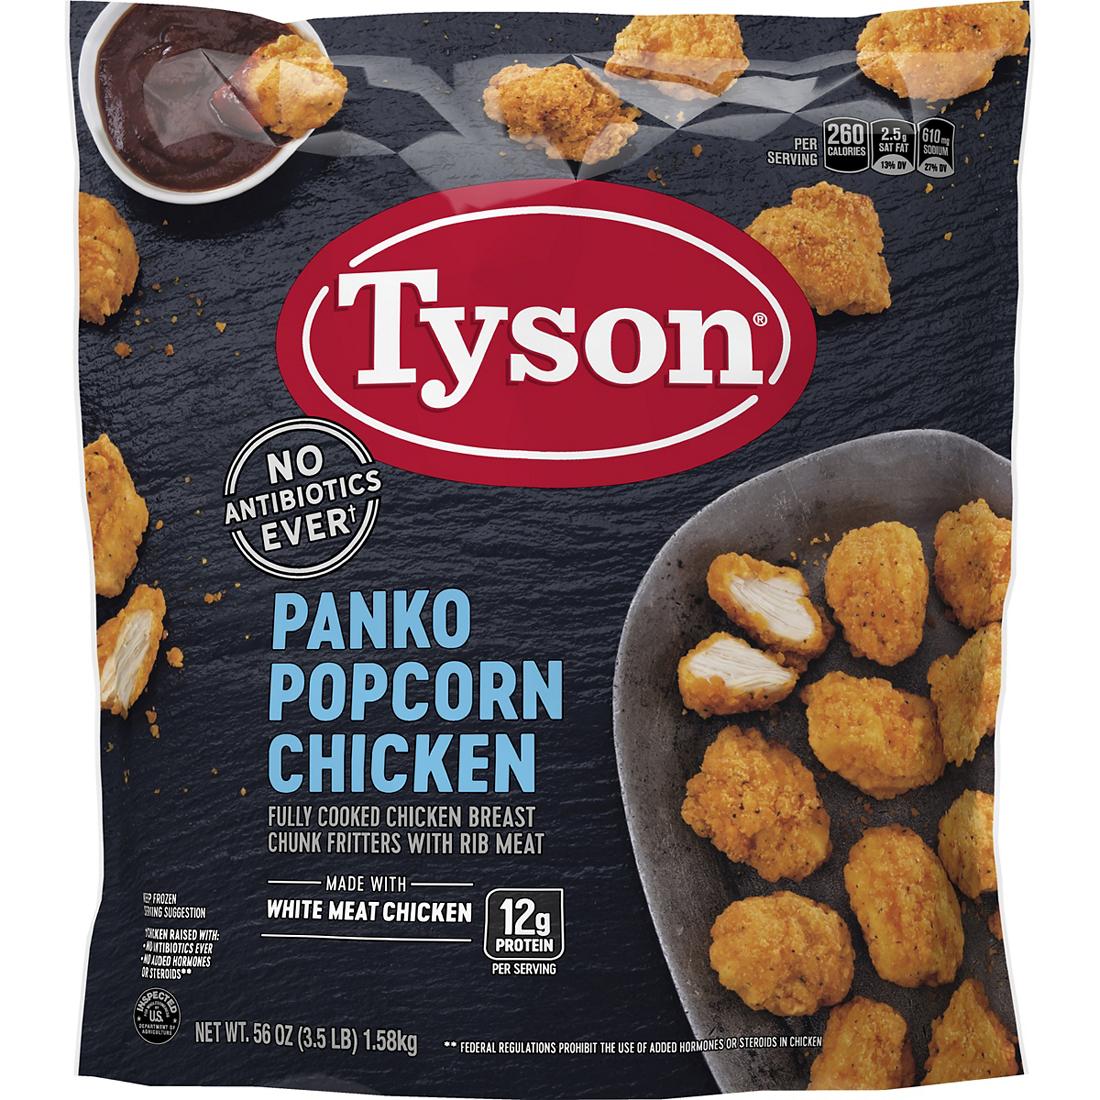 PER SERVING
260 CALORIES
2.5g SAT FAT 13% DV
610mg SODIUM 27% DV
Tyson®
NO
ANTIBIOTICS
EVER†
PANKO
POPCORN
CHICKEN
FULLY COOKED CHICKEN BREAST
CHUNK FRITTERS WITH RIB MEAT
MADE WITH
WHITE MEAT CHICKEN
12g
PROTEIN
PER SERVING
FROZEN
SUGGESTION
RAISED WITH:
• NO ANTIBIOTICS EVER
• NO ADDED HORMONES
OR STEROIDS**
INSPECTED
U.S.
DEPARTMENT OF
AGRICULTURE
NET WT. 56 OZ (3.5 LB) 1.58kg
** FEDERAL REGULATIONS PROHIBIT THE USE OF ADDED HORMONES OR STEROIDS IN CHICKEN